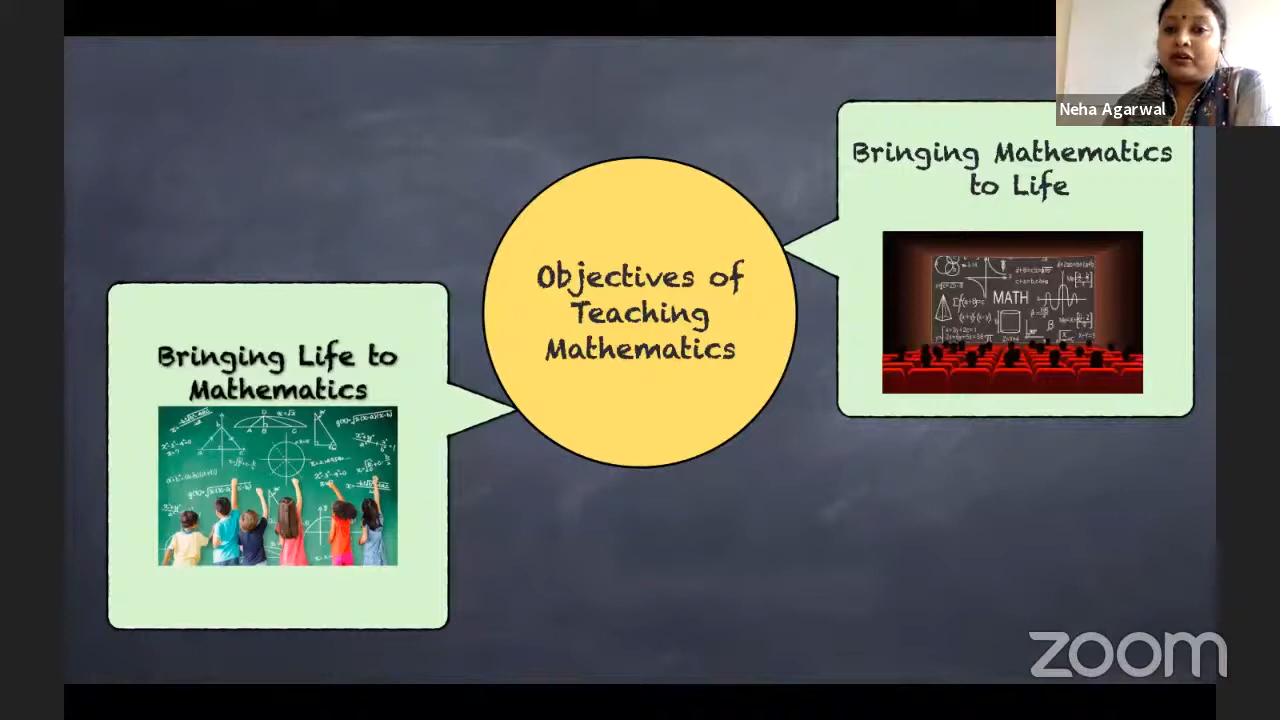 Neha Agarwal
Bringing Mathematics
to Life
MATH
Objectives of
Teaching
Mathematics
Bringing Life to
Mathematics
zoom